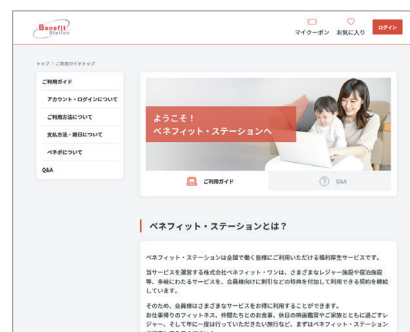 Benefit
Station
マイクーポン
お気に入り
ログイン
トップ > ご利用ガイドトップ
ご利用ガイド
アカウント・ログインについて
ご利用方法について
支払方法・期日について
ベネポについて
Q&A
ようこそ！
ベネフィット・ステーションへ
ご利用ガイド
Q&A
ベネフィット・ステーションとは？
ベネフィット・ステーションは全国で働く皆様にご利用いただける福利厚生サービスです。
当サービスを運営する株式会社ベネフィット・ワンは、さまざまなレジャー施設や宿泊施設
等、多岐にわたるサービスを、会員様向けに割引などの特典を付加して利用できる契約を締結
しています。
そのため、会員様はさまざまなサービスをお得に利用することができます。
お仕事帰りのフィットネス、仲間たちとのお食事、休日の映画鑑賞やご家族とともに過ごすレ
ジャー、そして年に一度は行っていただきたい旅行など、まずはベネフィット・ステーション